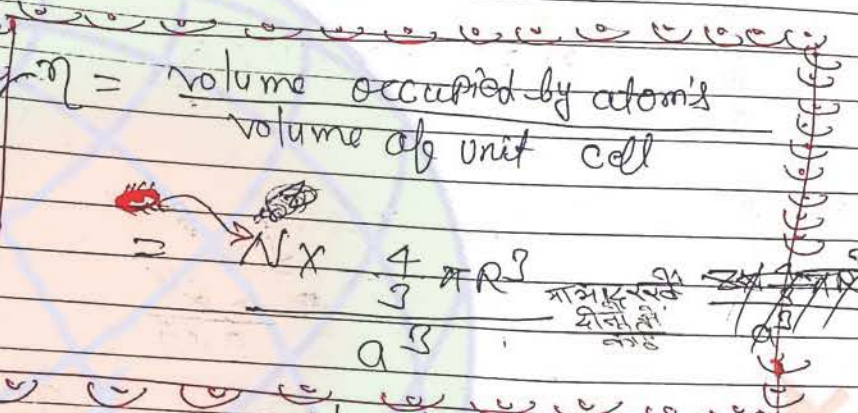 η = volume occupied by atom's
volume of unit cell
= N × 4/3 πR³
a³